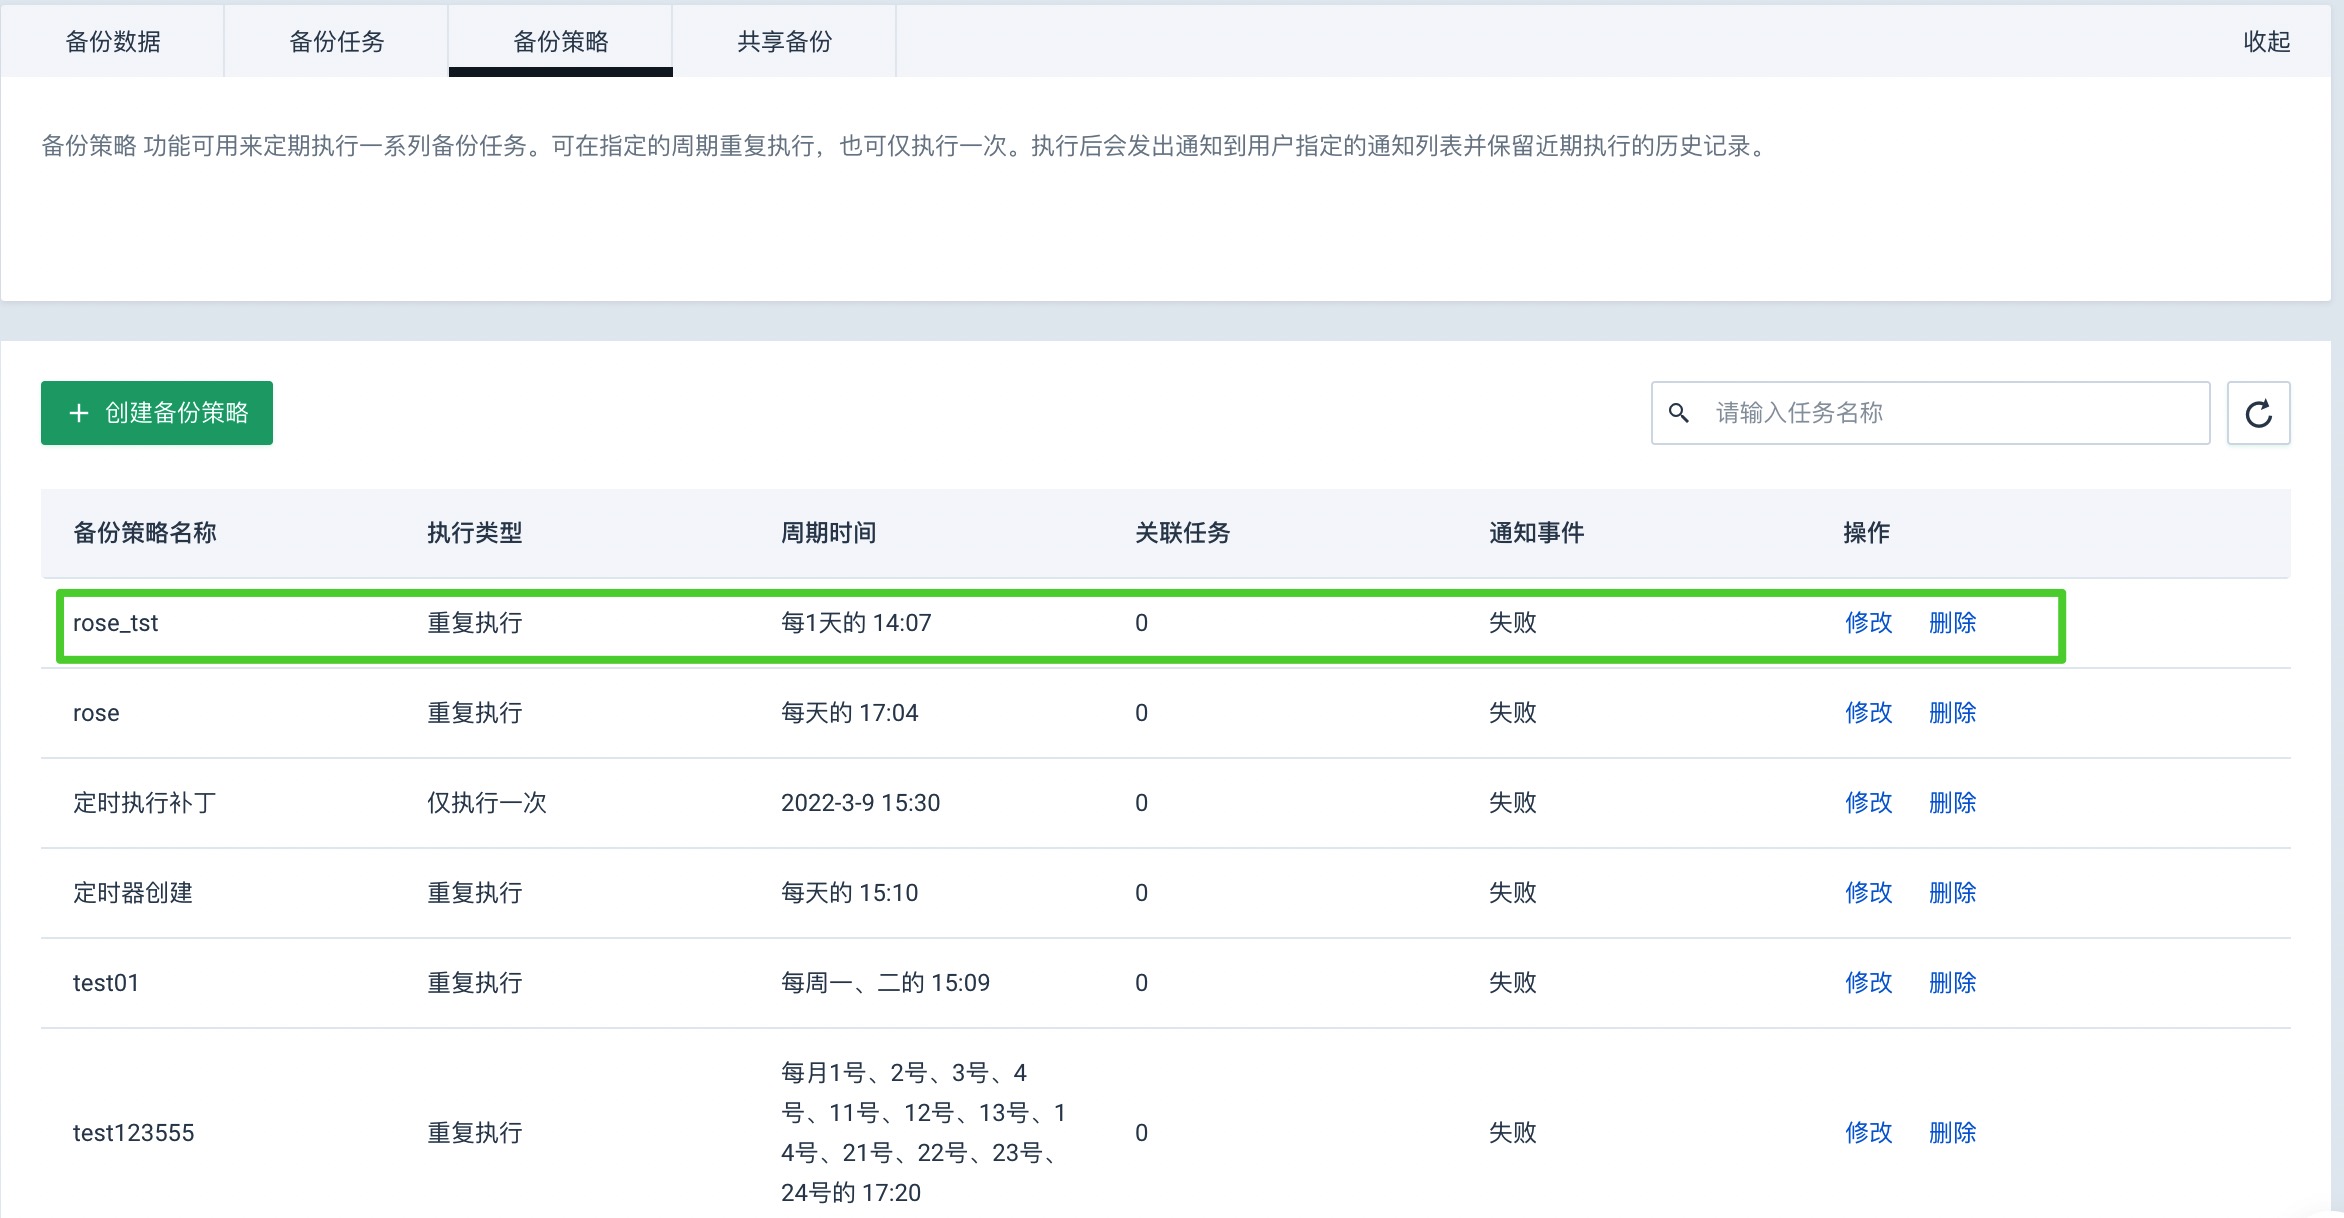 备份数据 备份任务 备份策略 共享备份 收起
备份策略 功能可用来定期执行一系列备份任务。可在指定的周期重复执行，也可仅执行一次。执行后会发出通知到用户指定的通知列表并保留近期执行的历史记录。
创建备份策略 请输入任务名称
备份策略名称 执行类型 周期时间 关联任务 通知事件 操作
rose_tst 重复执行 每1天的 14:07 0 失败 修改 删除
rose 重复执行 每天的 17:04 0 失败 修改 删除
定时执行补丁 仅执行一次 2022-3-9 15:30 0 失败 修改 删除
定时器创建 重复执行 每天的 15:10 0 失败 修改 删除
test01 重复执行 每周一、二的 15:09 0 失败 修改 删除
每月1号、2号、3号、4
号、11号、12号、13号、1
test123555 重复执行 0 失败 修改 删除
4号、21号、22号、23号、
24号的 17:20